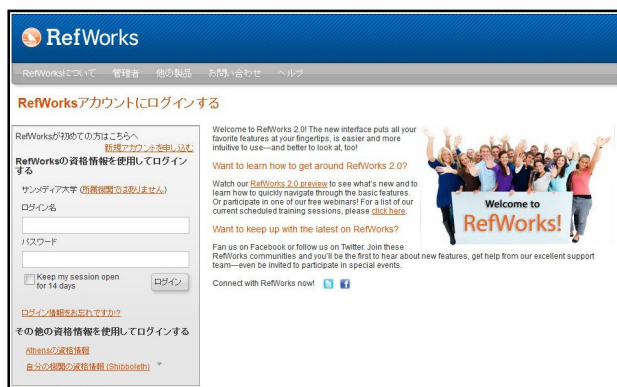 RefWorks
RefWorksについて 管理者 他の製品 お問い合わせ ヘルプ
RefWorksアカウントにログインする
RefWorksが初めての方はこちらへ
新規アカウントを申し込む
RefWorksの資格情報を使用してログイン
する
サンメディア大学 (所属機関ではありません)
ログイン名
パスワード
Keep my session open
for 14 days
ログイン
ログイン情報をお忘れですか?
その他の資格情報を使用してログインする
Athensの資格情報
自分の機関の資格情報 (Shibboleth)
Welcome to RefWorks 2.0! The new interface puts all your
favorite features at your fingertips, is easier and more
intuitive to use—and better to look at, too!
Want to learn how to get around RefWorks 2.0?
Watch our RefWorks 2.0 preview to see what's new and to
learn how to quickly navigate through the basic features.
Or participate in one of our free webinars! For a list of our
current scheduled training sessions, please click here.
Want to keep up with the latest on RefWorks?
Fan us on Facebook or follow us on Twitter. Join these
RefWorks communities and you'll be the first to hear about new features, get help from our excellent support
team—even be invited to participate in special events.
Connect with RefWorks now!
Welcome to
RefWorks!